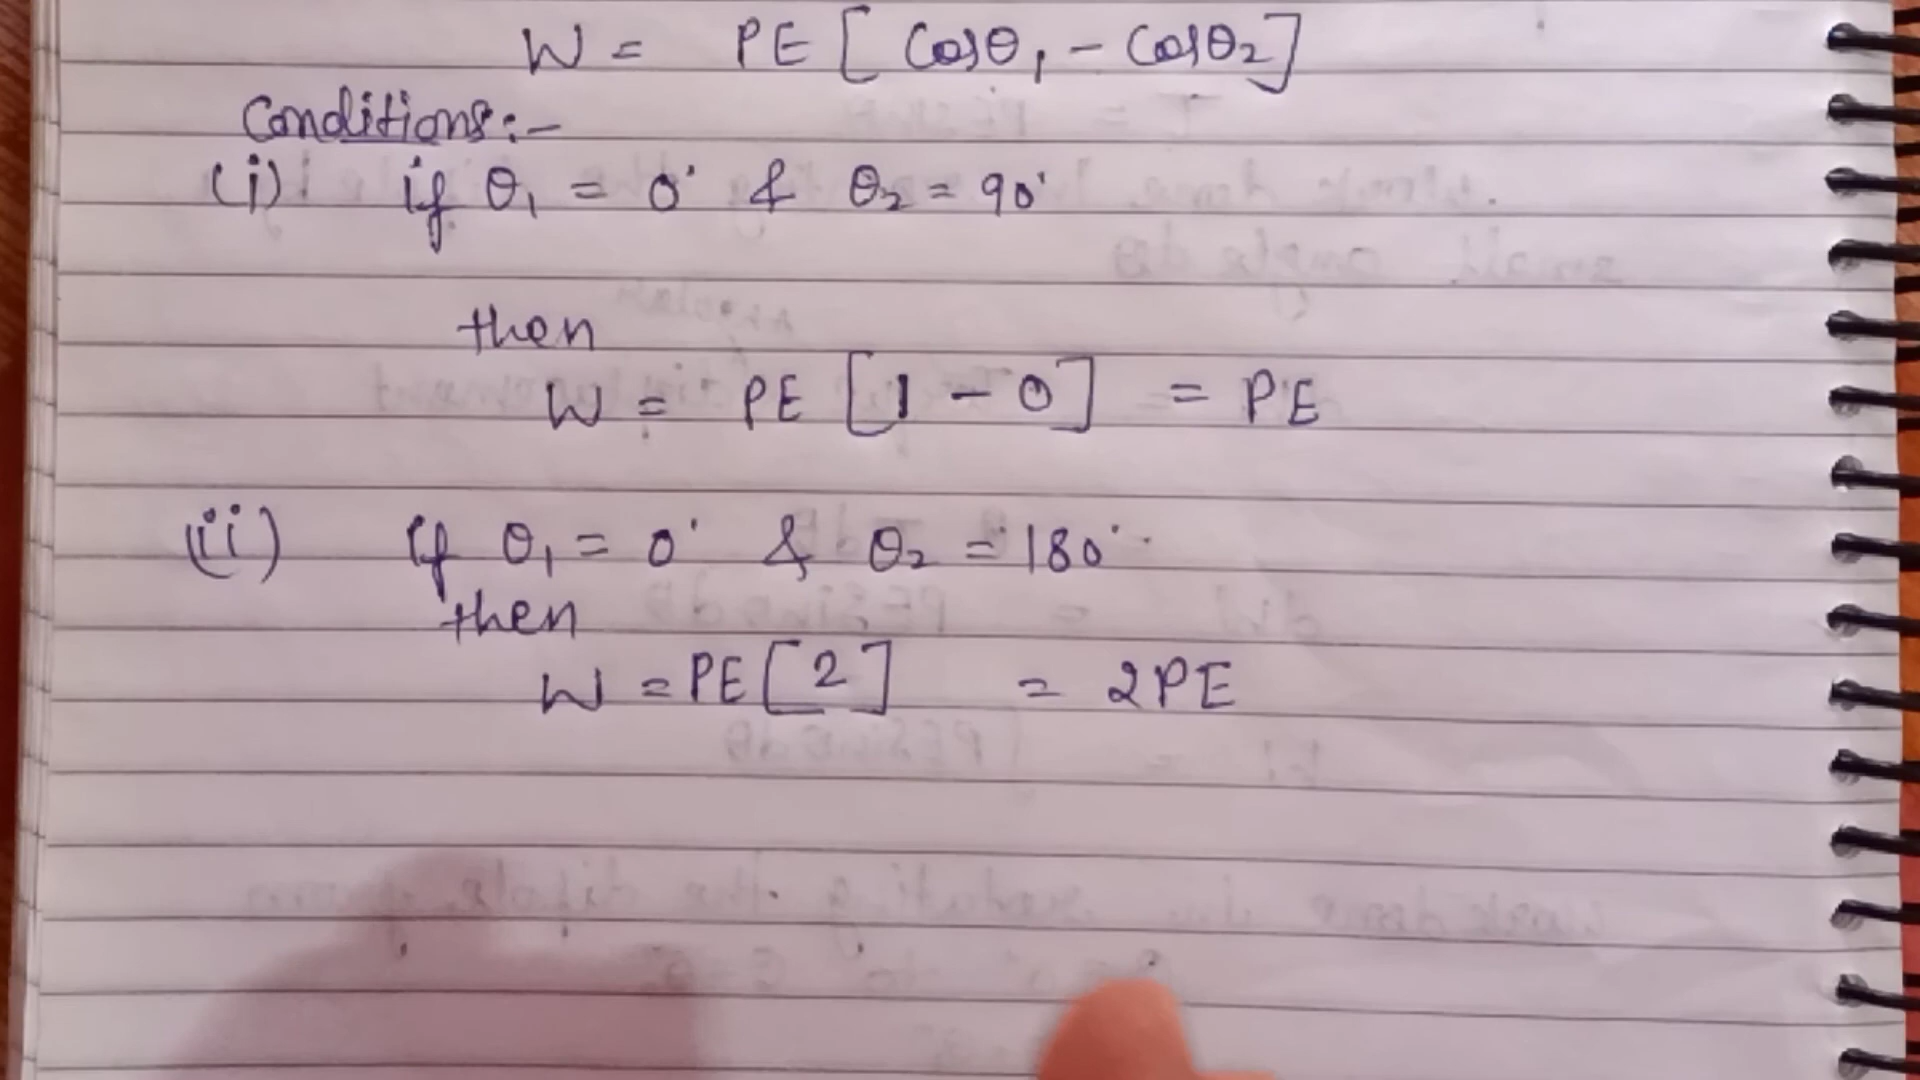 W = PE [ Cosθ₁ - Cosθ₂]
Conditions:-
(i) if θ₁ = 0° & θ₂ = 90°
then
W = PE [1 - 0] = PE
(ii) if θ₁ = 0° & θ₂ = 180°
then
W = PE [2] = 2PE